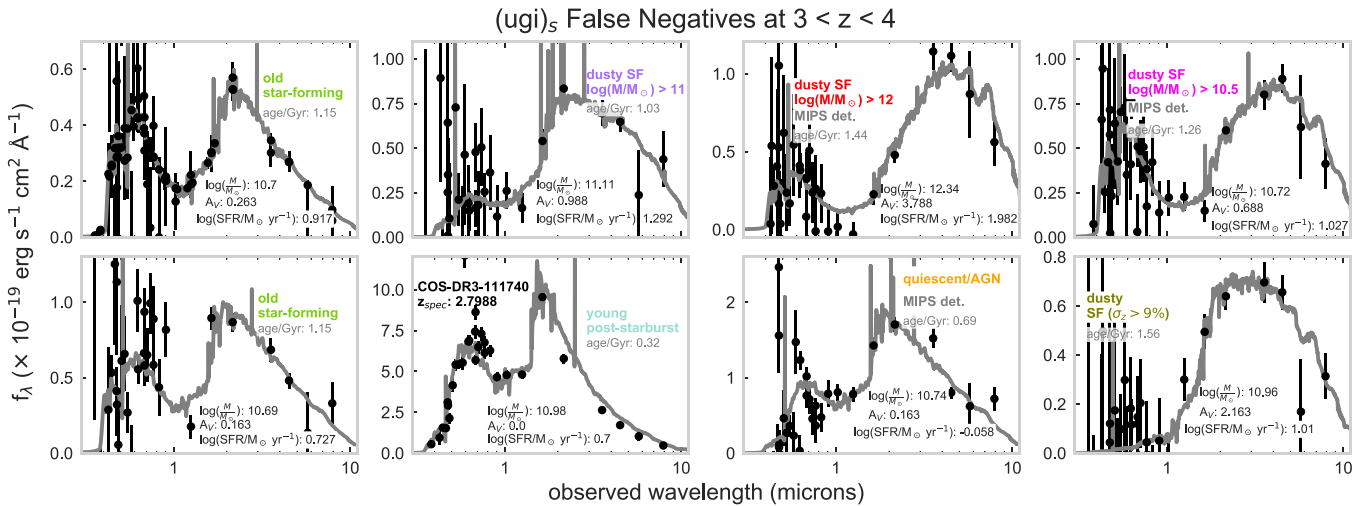 (ugi)s False Negatives at 3 < z < 4
fλ (× 10−19 erg s−1 cm2 Å−1)
0.6
0.4
0.2
0.0
old
star-forming
age/Gyr: 1.15
log(M/M⊙): 10.7
AV: 0.263
log(SFR/M⊙ yr−1): 0.917
1.00
0.75
0.50
0.25
0.00
dusty SF
log(M/M⊙) > 11
age/Gyr: 1.03
log(M/M⊙): 11.11
AV: 0.988
log(SFR/M⊙ yr−1): 1.292
1.2
0.8
0.4
0.0
dusty SF
log(M/M⊙) > 12
MIPS det.
age/Gyr: 1.44
log(M/M⊙): 12.34
AV: 3.788
log(SFR/M⊙ yr−1): 1.982
1.00
0.75
0.50
0.25
0.00
dusty SF
log(M/M⊙) > 10.5
MIPS det.
age/Gyr: 1.26
log(M/M⊙): 10.72
AV: 0.688
log(SFR/M⊙ yr−1): 1.027
1.0
0.5
0.0
old
star-forming
age/Gyr: 1.15
log(M/M⊙): 10.69
AV: 0.163
log(SFR/M⊙ yr−1): 0.727
1
10
10.0
7.5
5.0
2.5
0.0
COS-DR3-111740
zspec: 2.7988
young
post-starburst
age/Gyr: 0.32
log(M/M⊙): 10.98
AV: 0.0
log(SFR/M⊙ yr−1): 0.7
1
10
2
1
0
quiescent/AGN
MIPS det.
age/Gyr: 0.69
log(M/M⊙): 10.74
AV: 0.163
log(SFR/M⊙ yr−1): -0.058
1
10
0.8
0.6
0.4
0.2
0.0
dusty
SF (σz > 9%)
age/Gyr: 1.56
log(M/M⊙): 10.96
AV: 2.163
log(SFR/M⊙ yr−1): 1.01
1
10
observed wavelength (microns)